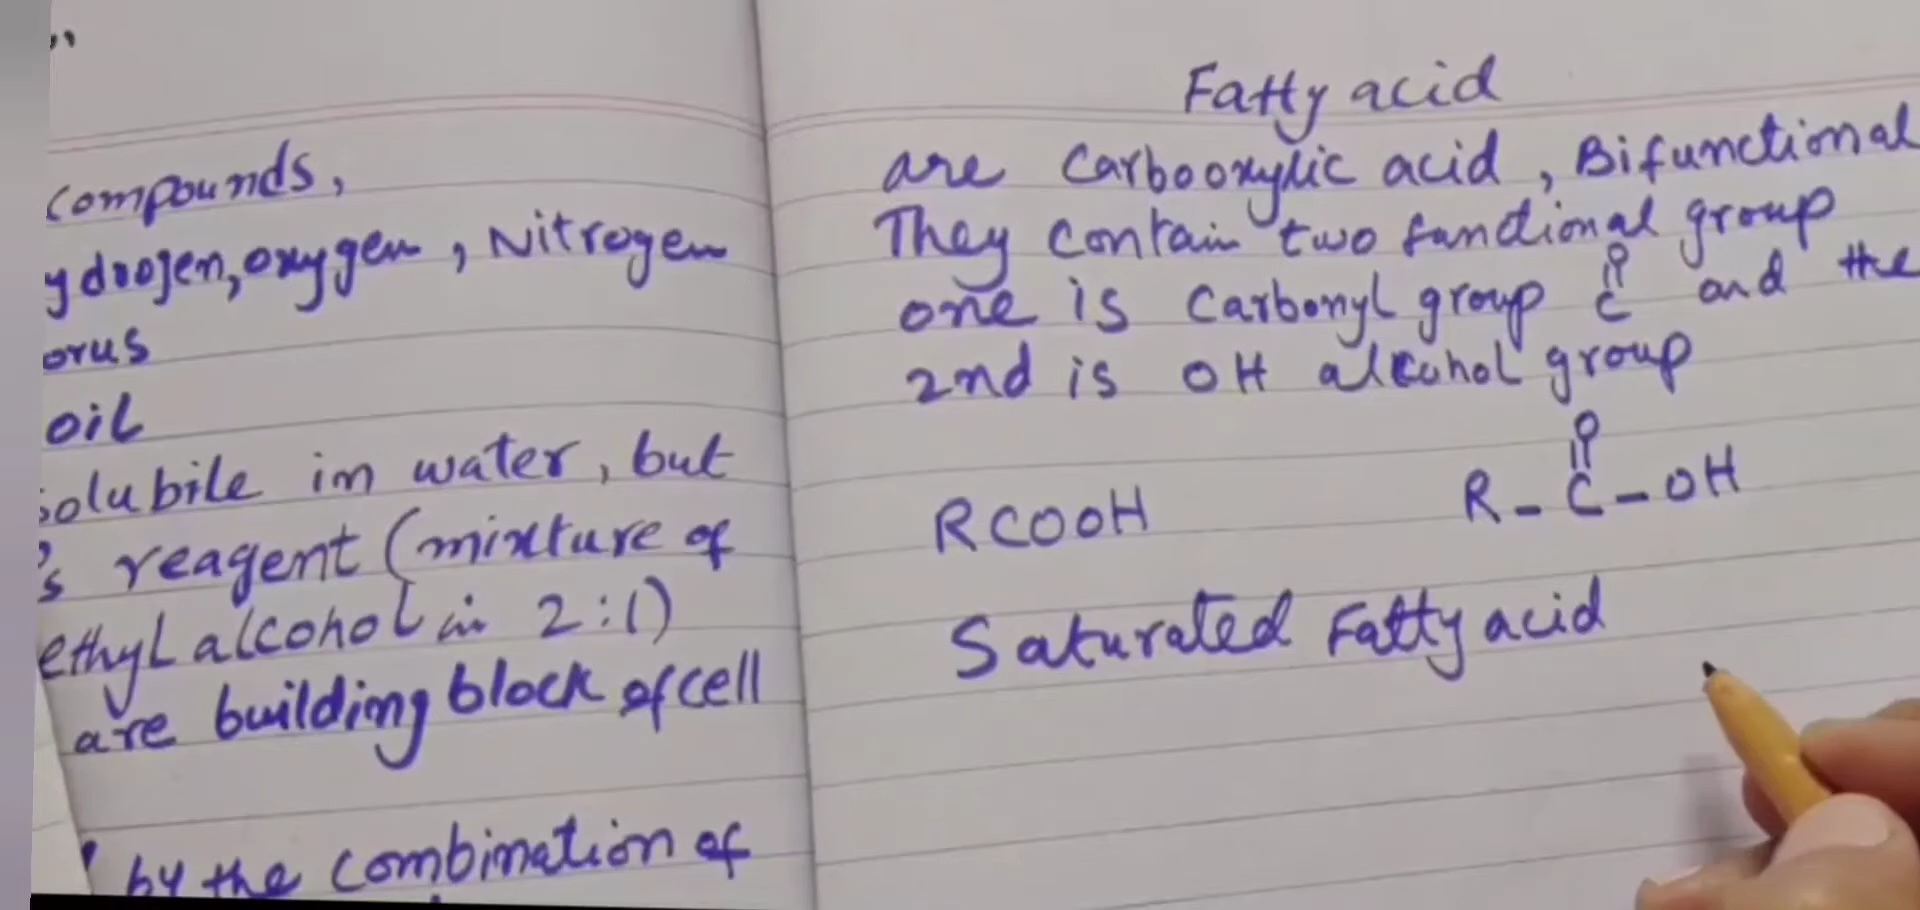 compounds,
ydrogen, oxygen, Nitrogen
orus
oil
solubile in water, but
's reagent (mixture of
ethyl alcohol in 2:1)
are building block of cell
by the combination of
Fatty acid
are Carbooxylic acid, Bifunctional
They contain two functional group
one is Carbonyl group O || C and the
2nd is OH alcohol group
RCOOH R - C - OH
O ||
Saturated Fatty acid